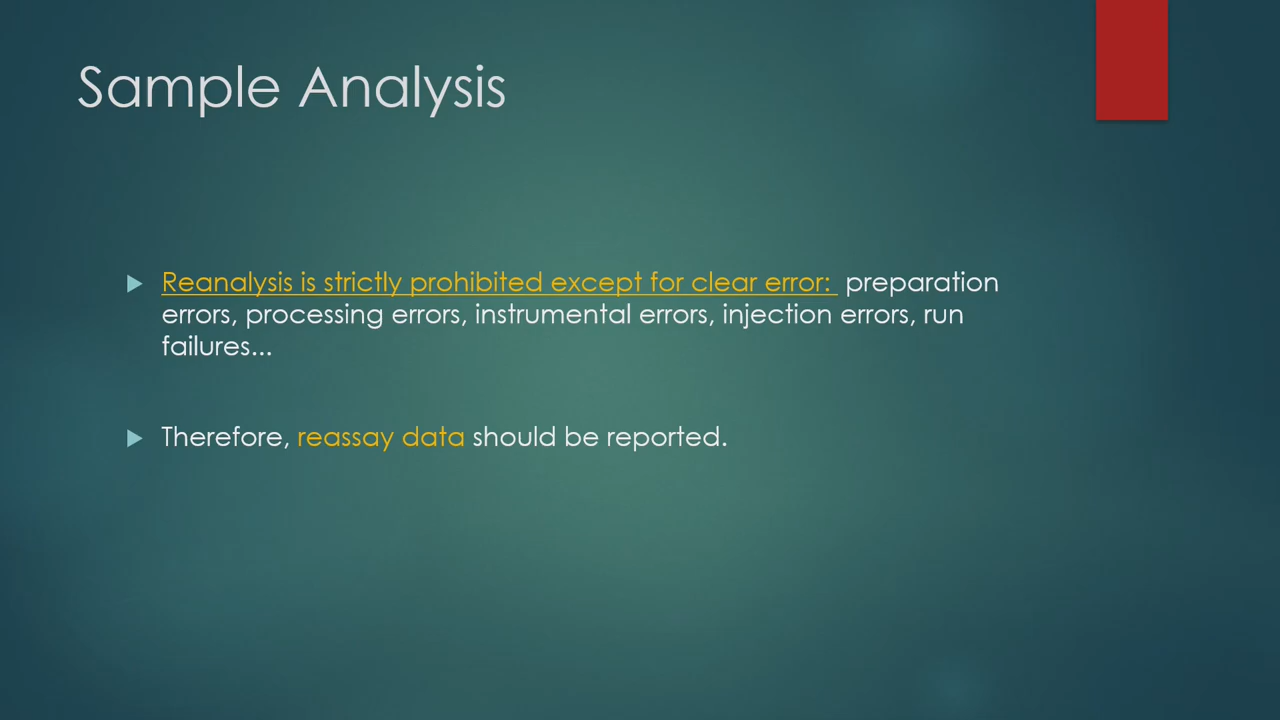 Sample Analysis
Reanalysis is strictly prohibited except for clear error: preparation
errors, processing errors, instrumental errors, injection errors, run
failures...
Therefore, reassay data should be reported.